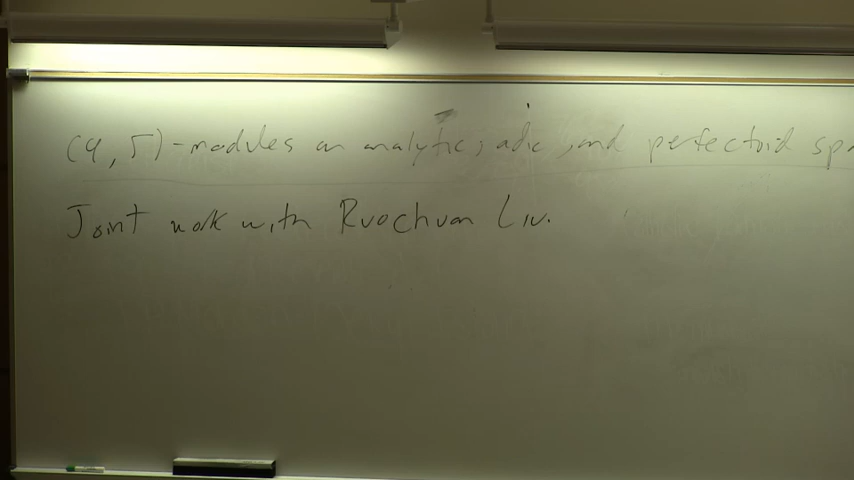 (φ, Γ)-modules on analytic, adic, and perfectoid spa
Joint work with Ruochuan Liu.